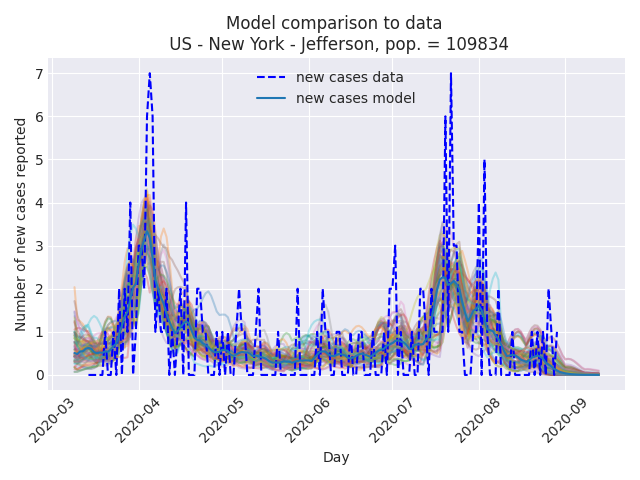 Model comparison to data
US - New York - Jefferson, pop. = 109834
new cases data
new cases model
Number of new cases reported
7
6
5
4
3
2
1
0
2020-03
2020-04
2020-05
2020-06
2020-07
2020-08
2020-09
Day